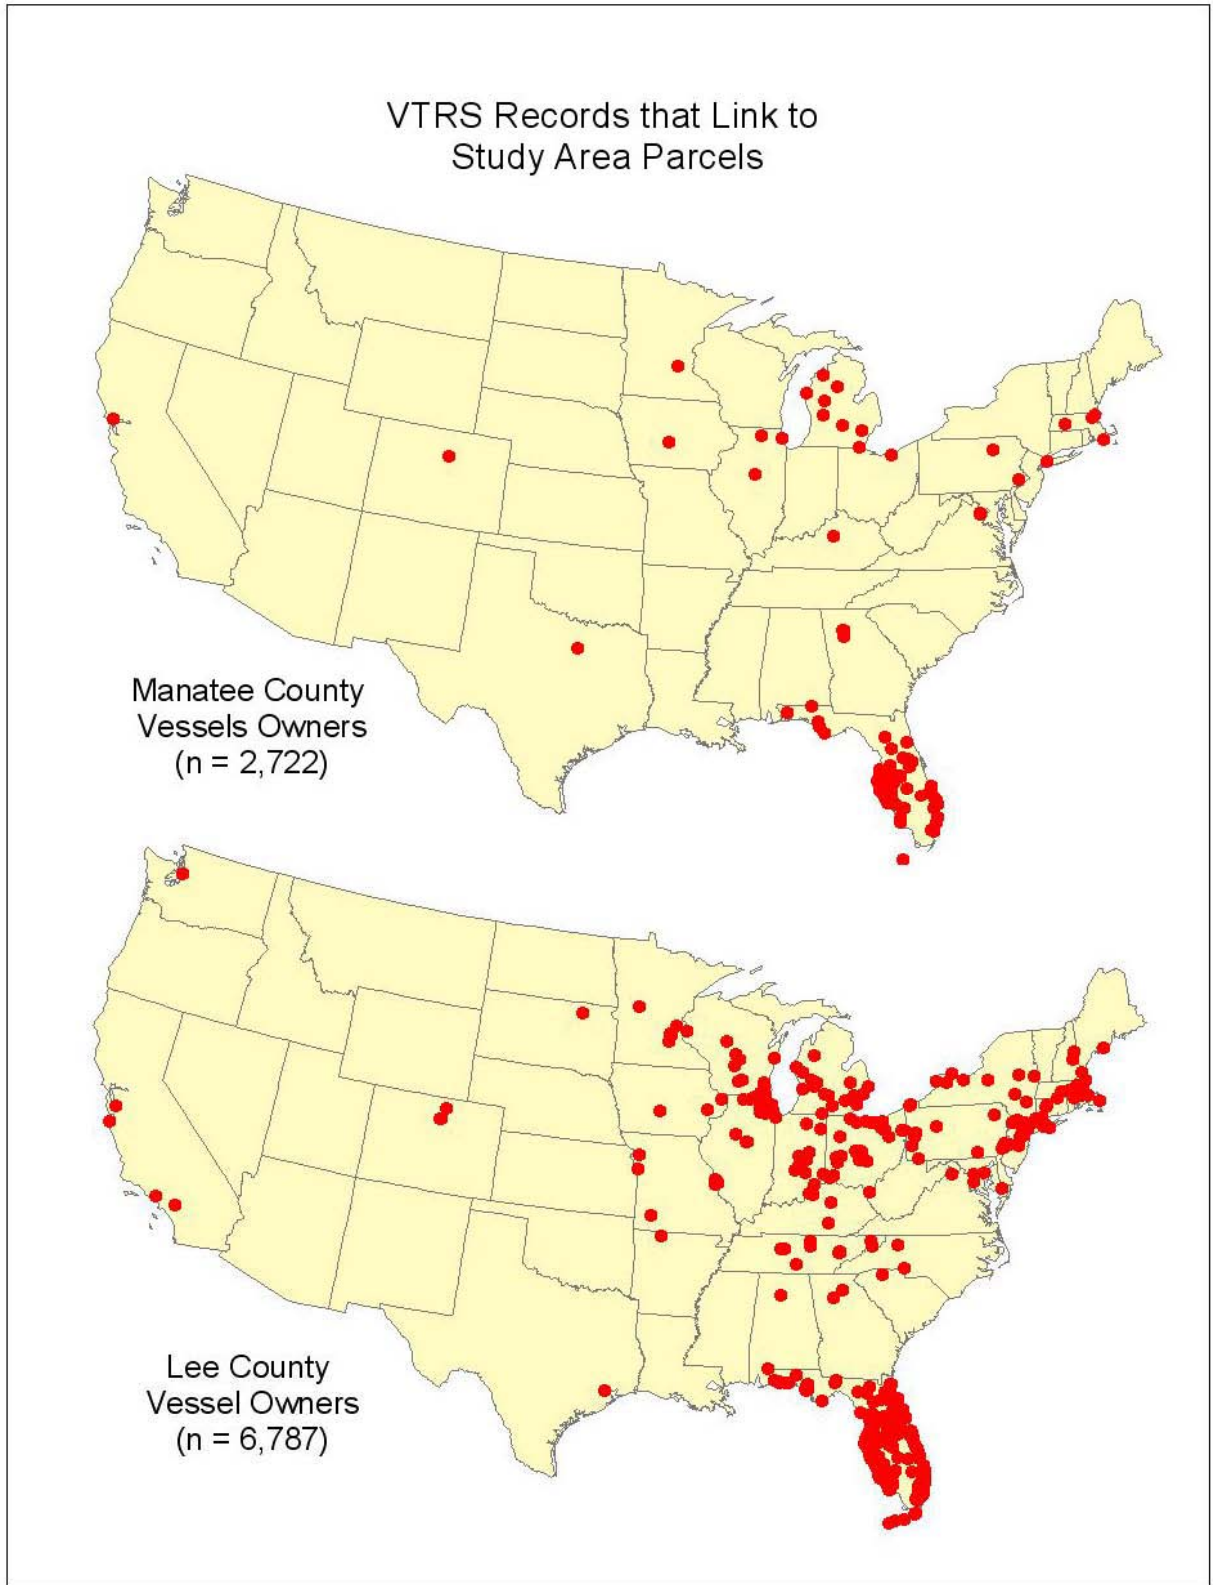 VTRS Records that Link to
Study Area Parcels
Manatee County
Vessels Owners
(n = 2,722)
Lee County
Vessel Owners
(n = 6,787)